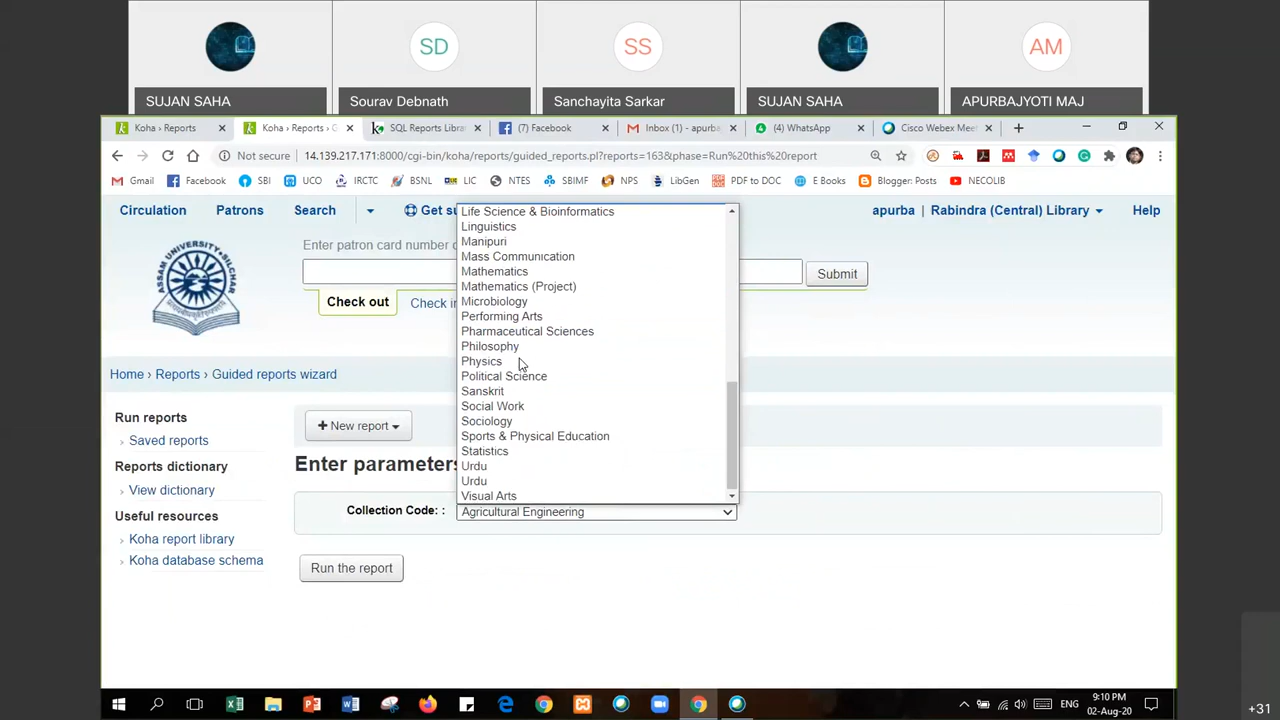 SD
SS
AM
SUJAN SAHA
Sourav Debnath
Sanchayita Sarkar
SUJAN SAHA
APURBAJYOTI MAJ
Koha › Reports
Koha › Reports › G
SQL Reports Libra
(7) Facebook
Inbox (1) - apurba
(4) WhatsApp
Cisco Webex Meet
Not secure
14.139.217.171:8000/cgi-bin/koha/reports/guided_reports.pl?reports=163&phase=Run%20this%20report
Gmail
Facebook
SBI
UCO
IRCTC
BSNL
LIC
NTES
SBIMF
NPS
LibGen
PDF to DOC
E Books
Blogger: Posts
NECOLIB
Circulation
Patrons
Search
Get su
apurba
Rabindra (Central) Library
Help
Enter patron card number o
Submit
Check out
Check in
Life Science & Bioinformatics
Linguistics
Manipuri
Mass Communication
Mathematics
Mathematics (Project)
Microbiology
Performing Arts
Pharmaceutical Sciences
Philosophy
Physics
Political Science
Sanskrit
Social Work
Sociology
Sports & Physical Education
Statistics
Urdu
Urdu
Visual Arts
Home › Reports › Guided reports wizard
Run reports
Saved reports
Reports dictionary
View dictionary
Useful resources
Koha report library
Koha database schema
+ New report
Enter parameters
Collection Code: :
Agricultural Engineering
Run the report
ENG
9:10 PM
02-Aug-20
+31